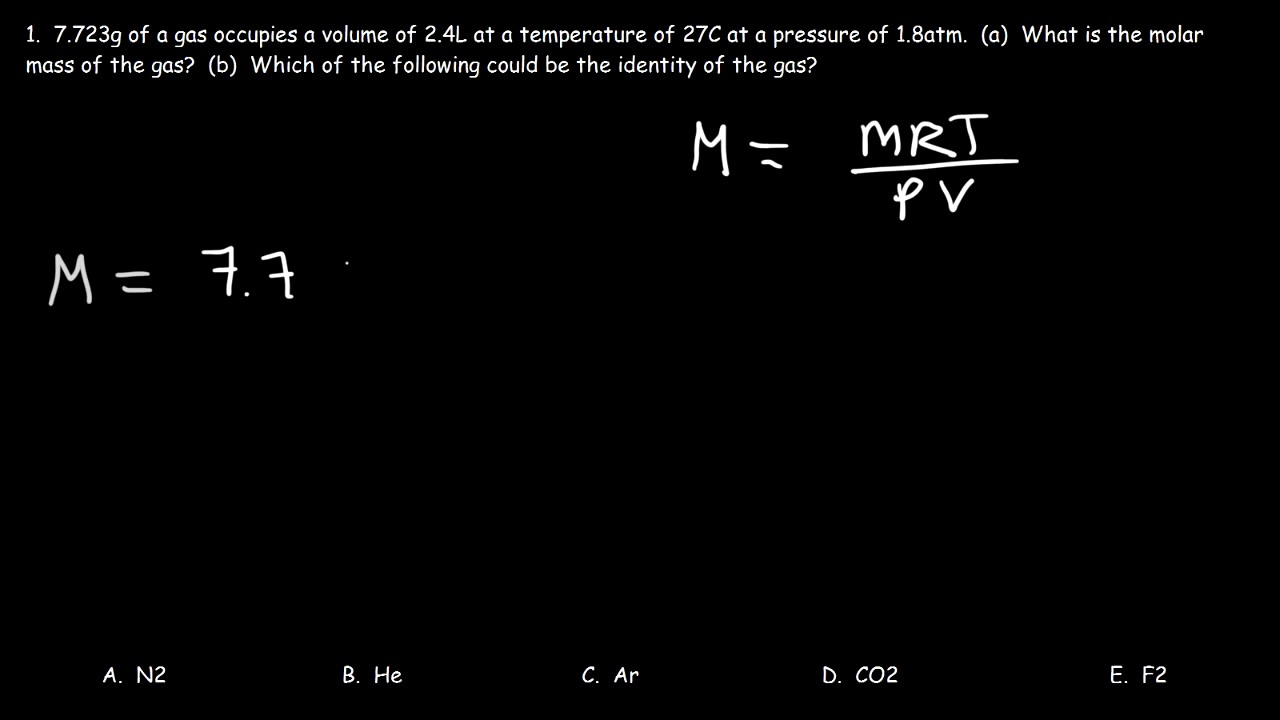 1. 7.723g of a gas occupies a volume of 2.4L at a temperature of 27C at a pressure of 1.8atm. (a) What is the molar
mass of the gas? (b) Which of the following could be the identity of the gas?
M = mRT
PV
M = 7.7
A. N2 B. He C. Ar D. CO2 E. F2